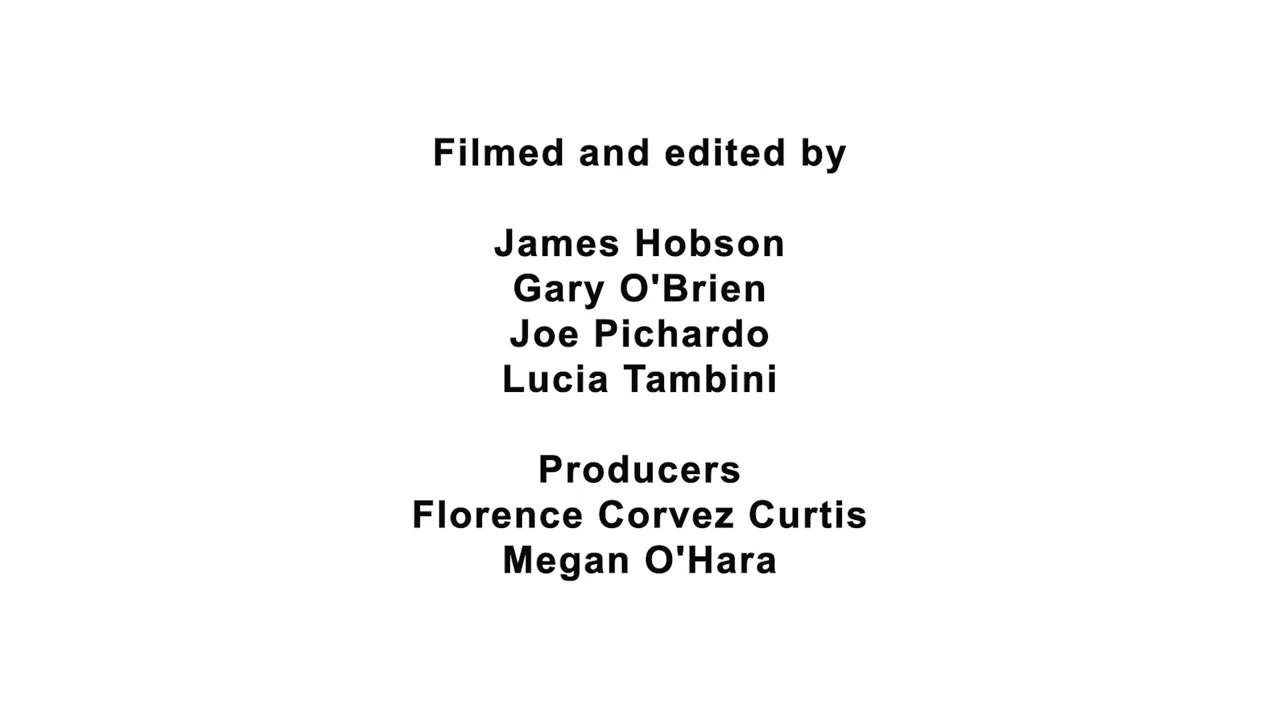 Filmed and edited by
James Hobson
Gary O'Brien
Joe Pichardo
Lucia Tambini
Producers
Florence Corvez Curtis
Megan O'Hara